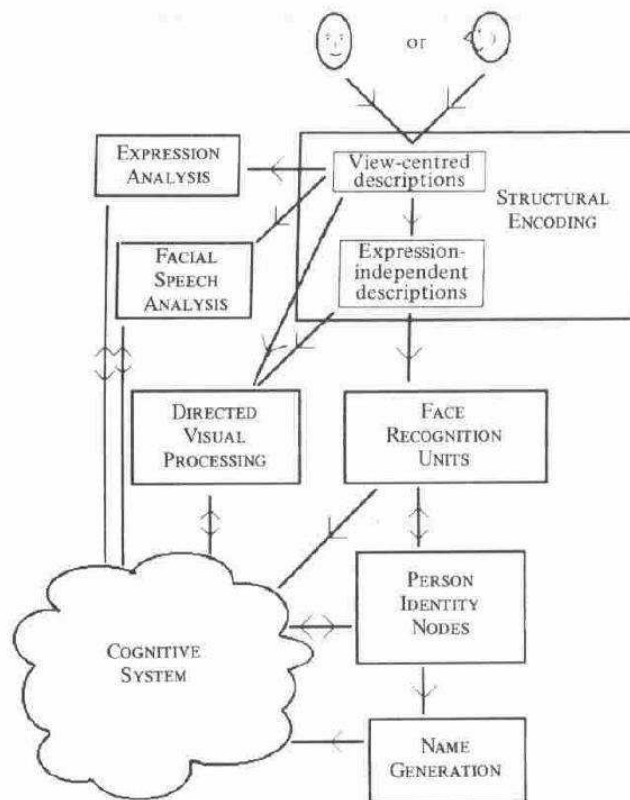 or
EXPRESSION
ANALYSIS
View-centred
descriptions
STRUCTURAL
ENCODING
FACIAL
SPEECH
ANALYSIS
Expression-
independent
descriptions
DIRECTED
VISUAL
PROCESSING
FACE
RECOGNITION
UNITS
COGNITIVE
SYSTEM
PERSON
IDENTITY
NODES
NAME
GENERATION